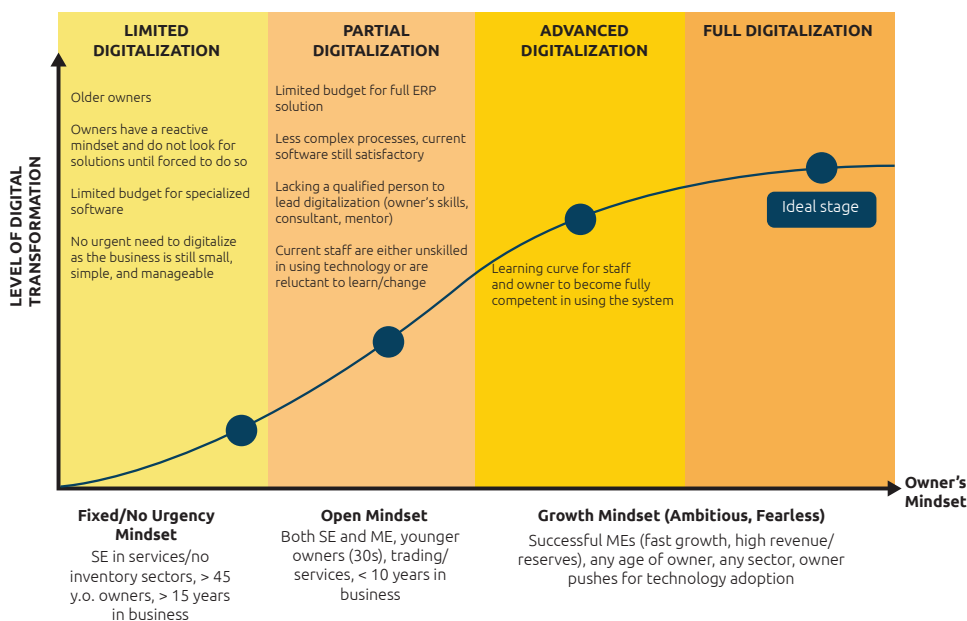 LIMITED
DIGITALIZATION
PARTIAL
DIGITALIZATION
ADVANCED
DIGITALIZATION
FULL DIGITALIZATION
LEVEL OF DIGITAL
TRANSFORMATION
Older owners
Owners have a reactive
mindset and do not look for
solutions until forced to do so
Limited budget for specialized
software
No urgent need to digitalize
as the business is still small,
simple, and manageable
Limited budget for full ERP
solution
Less complex processes, current
software still satisfactory
Lacking a qualified person to
lead digitalization (owner's skills,
consultant, mentor)
Current staff are either unskilled
in using technology or are
reluctant to learn/change
Learning curve for staff
and owner to become fully
competent in using the system
Ideal stage
Owner's
Mindset
Fixed/No Urgency
Mindset
SE in services/no
inventory sectors, > 45
y.o. owners, > 15 years
in business
Open Mindset
Both SE and ME, younger
owners (30s), trading/
services, < 10 years in
business
Growth Mindset (Ambitious, Fearless)
Successful MEs (fast growth, high revenue/
reserves), any age of owner, any sector, owner
pushes for technology adoption